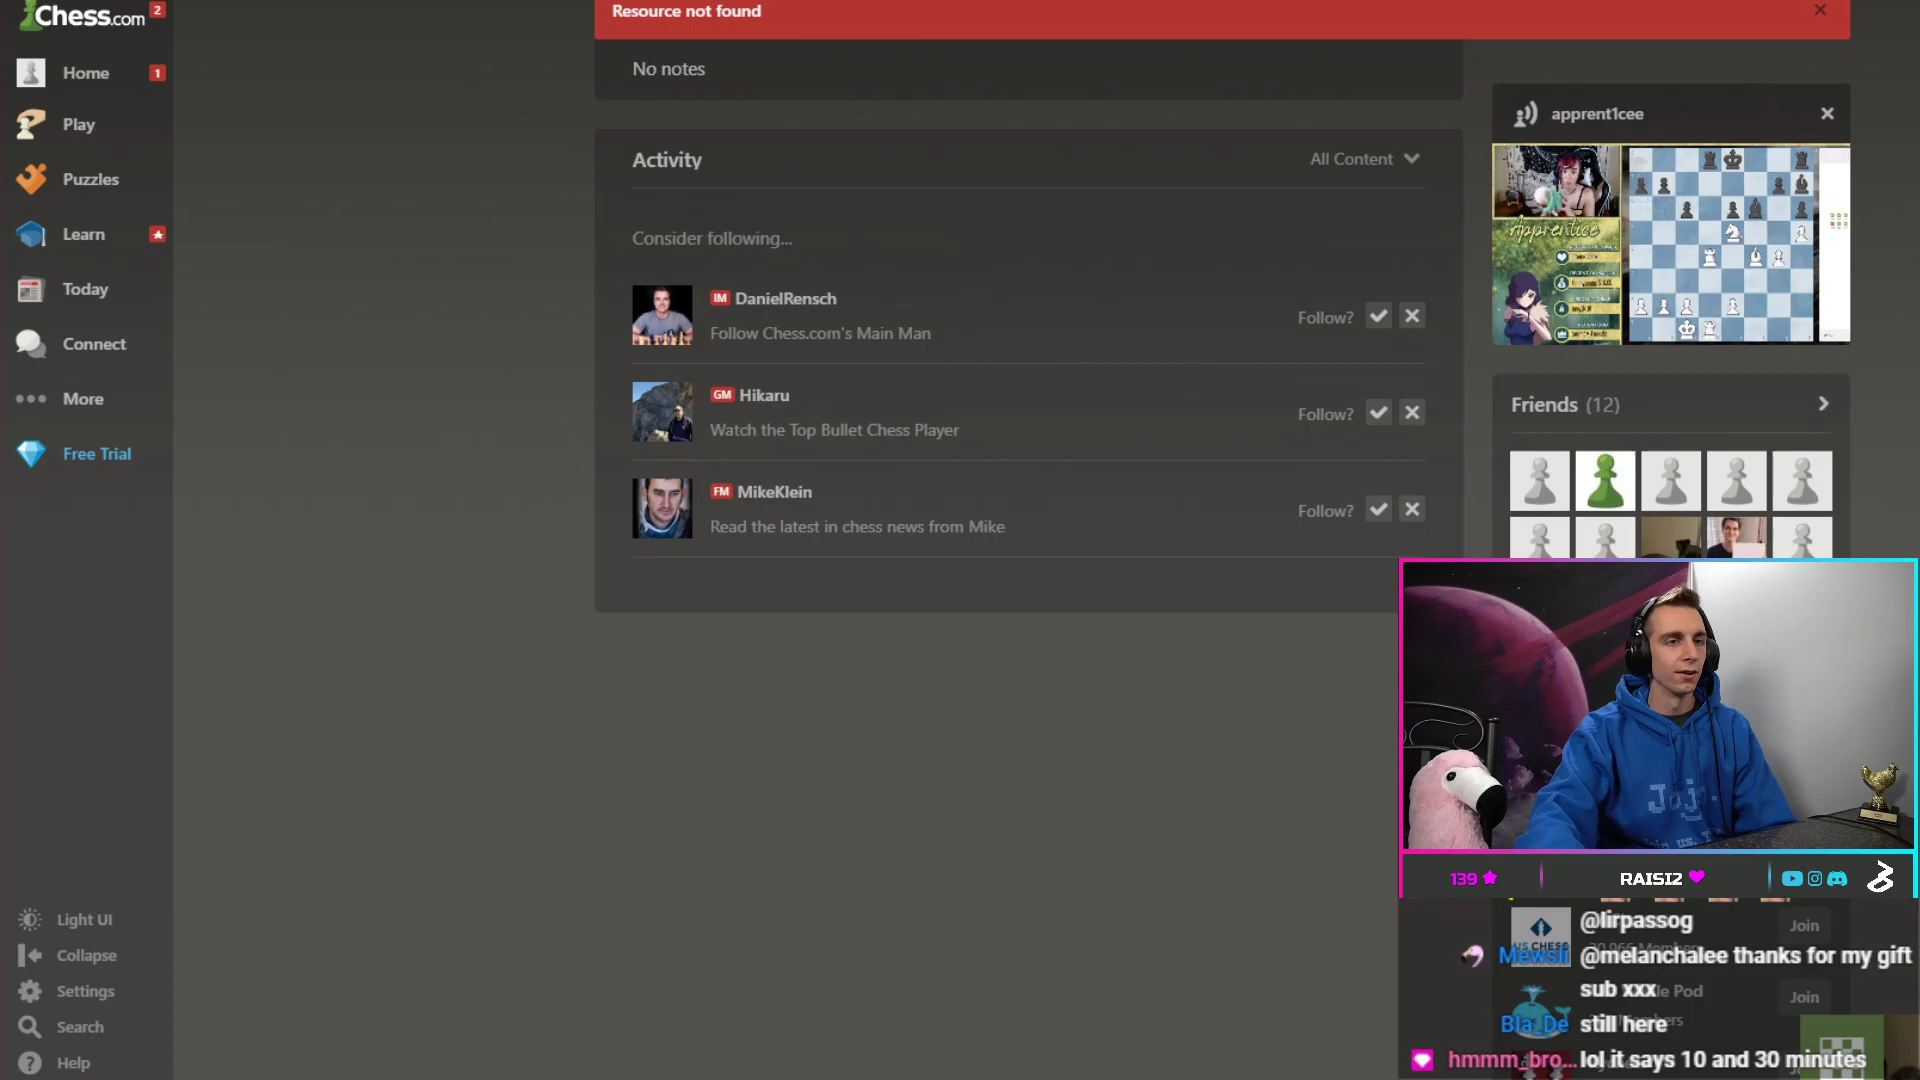 Chess.com 2
Resource not found
No notes
Home 1
Play
Puzzles
Learn
Today
Connect
More
Free Trial
Activity
All Content
Consider following...
IM DanielRensch
Follow Chess.com's Main Man
Follow?
GM Hikaru
Watch the Top Bullet Chess Player
Follow?
FM MikeKlein
Read the latest in chess news from Mike
Follow?
apprent1cee
Apprentice
Friends (12)
139
RAISI2
Join
@lirpassog
Mewsli @melanchalee thanks for my gift
sub xxx
Join
Bla_De still here
hmmm_bro... lol it says 10 and 30 minutes
Light UI
Collapse
Settings
Search
Help